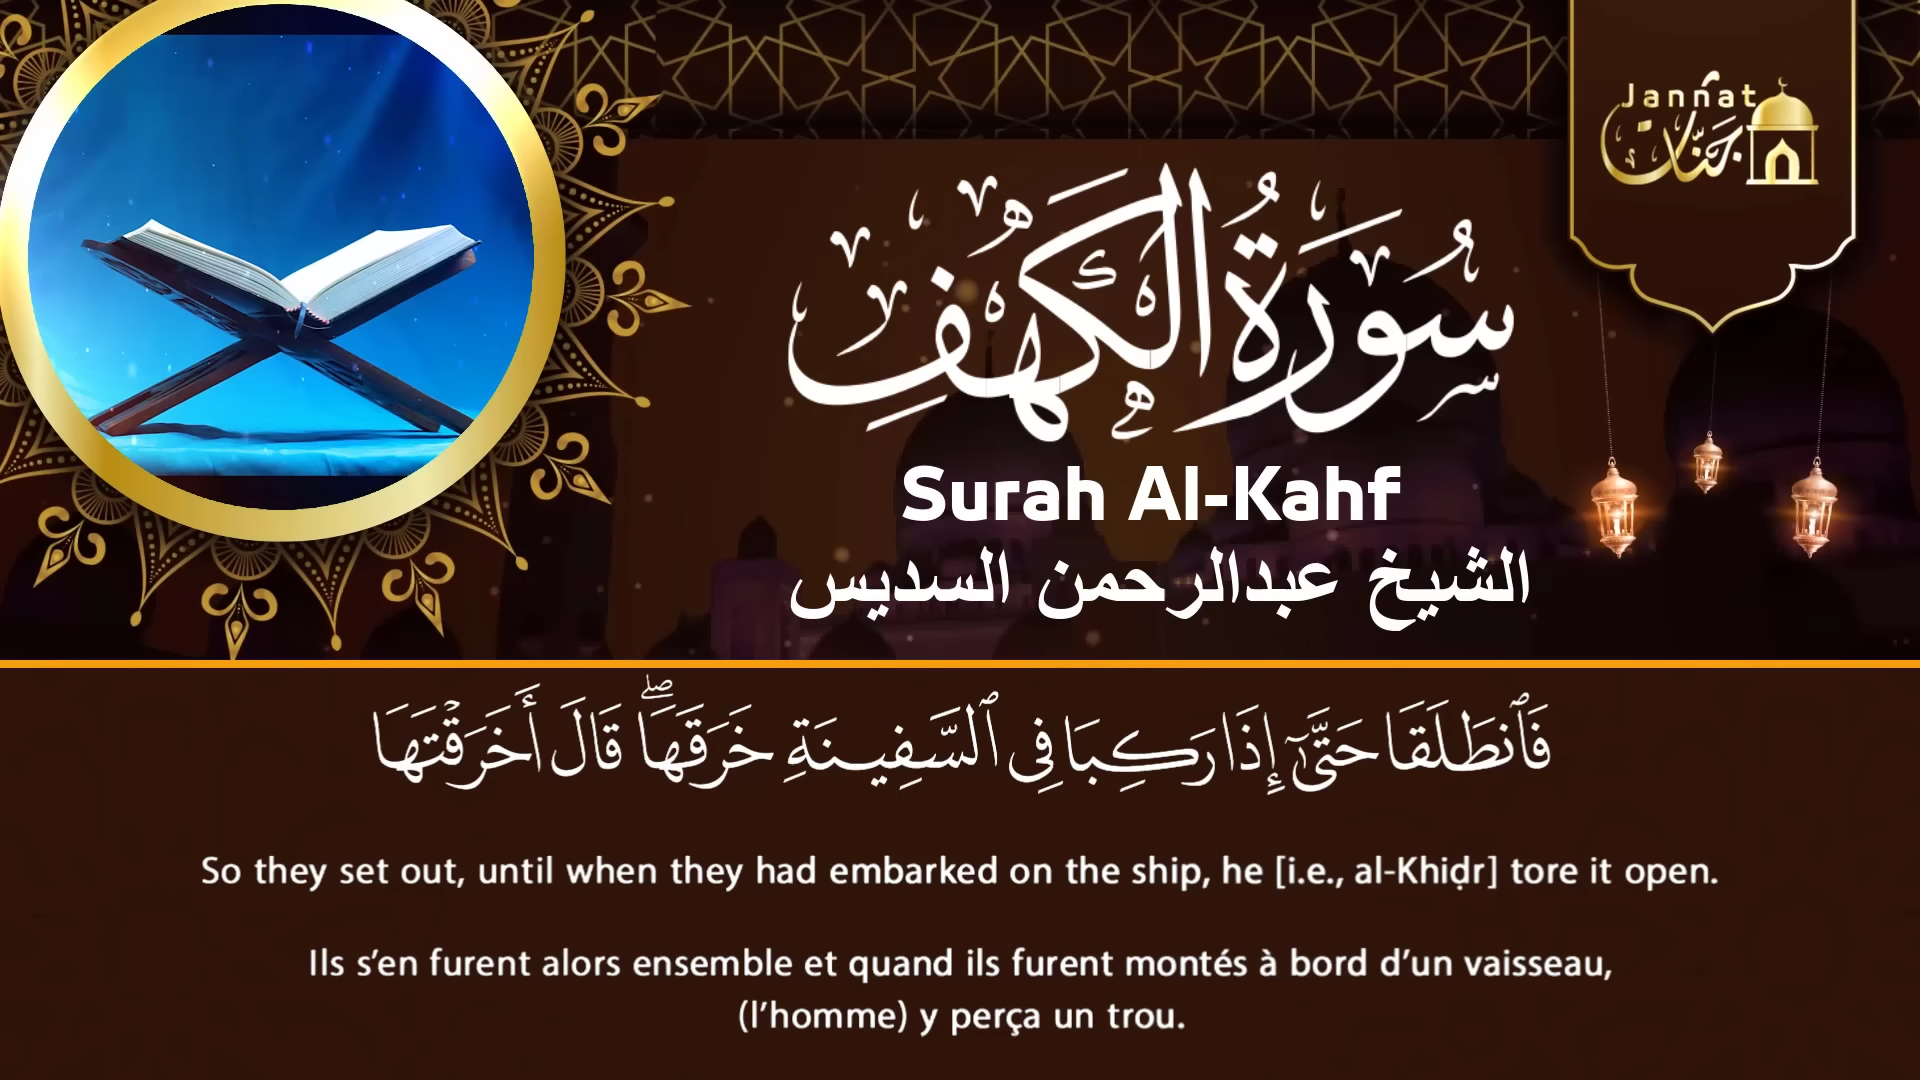 Jannat
جنات
سُورَةُ الكَهْفِ
Surah Al-Kahf
الشيخ عبدالرحمن السديس
فَٱنطَلَقَا حَتَّىٰٓ إِذَا رَكِبَا فِى ٱلسَّفِينَةِ خَرَقَهَا ۖ قَالَ أَخَرَقْتَهَا
So they set out, until when they had embarked on the ship, he [i.e., al-Khiḍr] tore it open.
Ils s’en furent alors ensemble et quand ils furent montés à bord d’un vaisseau,
(l’homme) y perça un trou.